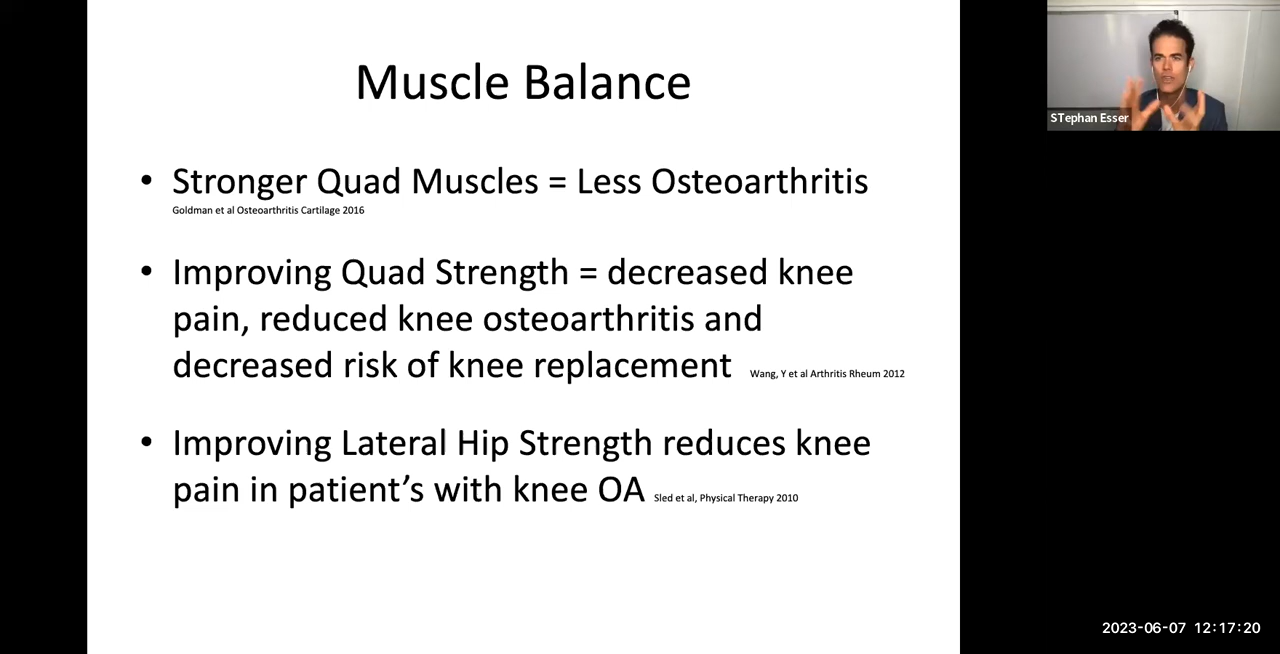 Muscle Balance
• Stronger Quad Muscles = Less Osteoarthritis
Goldman et al Osteoarthritis Cartilage 2016
• Improving Quad Strength = decreased knee
pain, reduced knee osteoarthritis and
decreased risk of knee replacement Wang, Y et al Arthritis Rheum 2012
• Improving Lateral Hip Strength reduces knee
pain in patient’s with knee OA Sled et al, Physical Therapy 2010
STephan Esser
2023-06-07 12:17:20